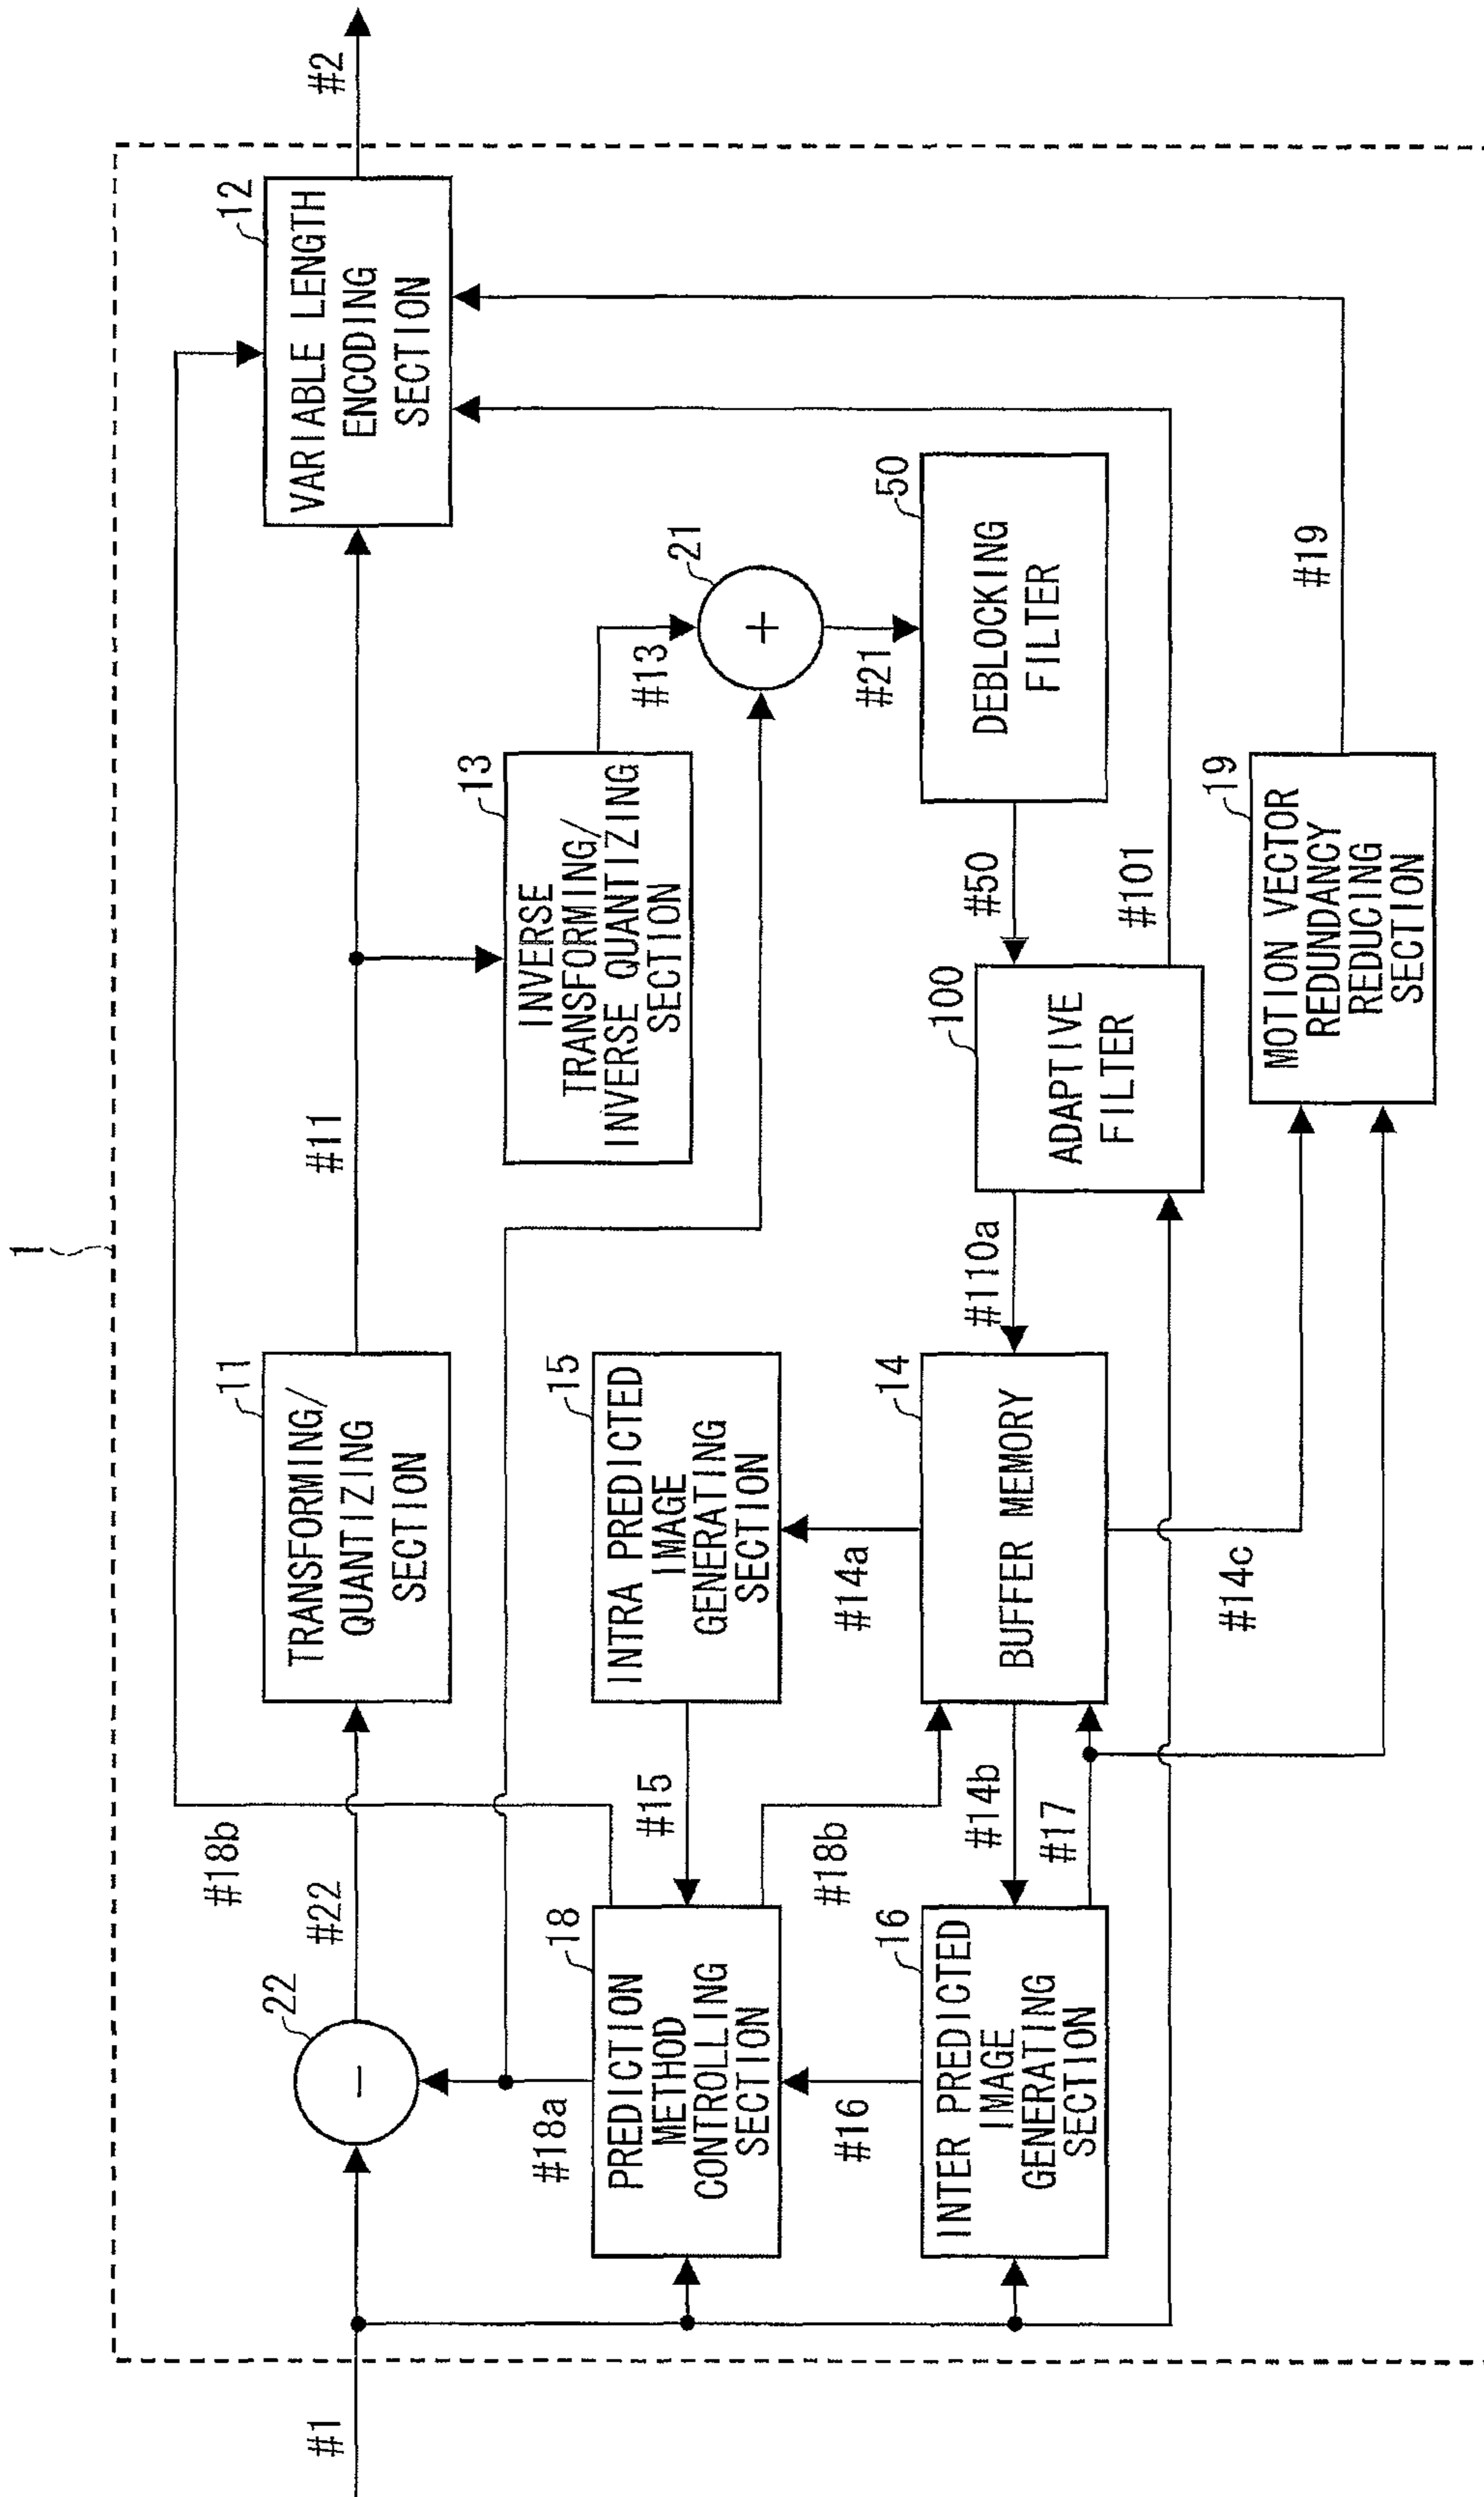 1
#1
#2
22
#22
#18b
11
TRANSFORMING/
QUANTIZING
SECTION
#11
12
VARIABLE LENGTH
ENCODING
SECTION
13
INVERSE
TRANSFORMING/
INVERSE QUANTIZING
SECTION
#13
21
#21
18
PREDICTION
METHOD
CONTROLLING
SECTION
#18a
#18b
#15
15
INTRA PREDICTED
IMAGE
GENERATING
SECTION
#14a
#16
16
INTER PREDICTED
IMAGE
GENERATING
SECTION
#14b
#17
14
BUFFER MEMORY
#14c
#110a
100
ADAPTIVE
FILTER
#50
#101
50
DEBLOCKING
FILTER
19
MOTION VECTOR
REDUNDANCY
REDUCING
SECTION
#19
+
−